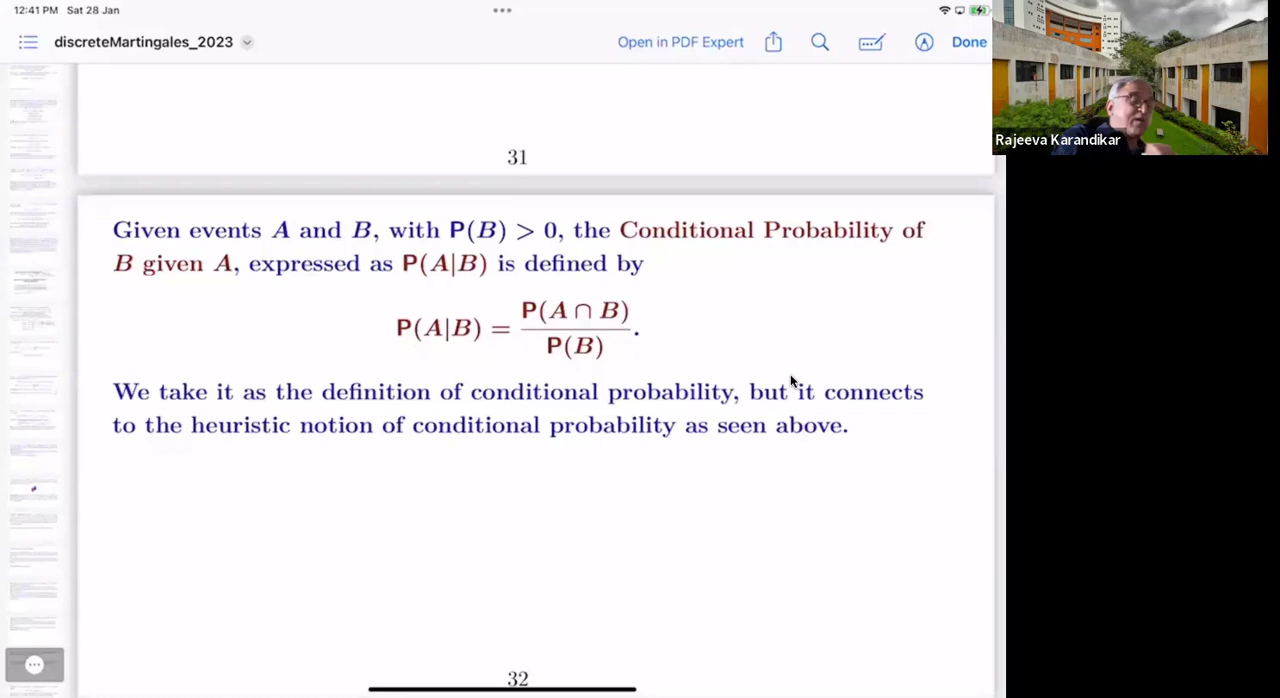 12:41 PM Sat 28 Jan
discreteMartingales_2023
Open in PDF Expert
Done
Rajeeva Karandikar
31
Given events A and B, with P(B) > 0, the Conditional Probability of
B given A, expressed as P(A|B) is defined by
P(A|B) = P(A ∩ B) / P(B).
We take it as the definition of conditional probability, but it connects
to the heuristic notion of conditional probability as seen above.
32